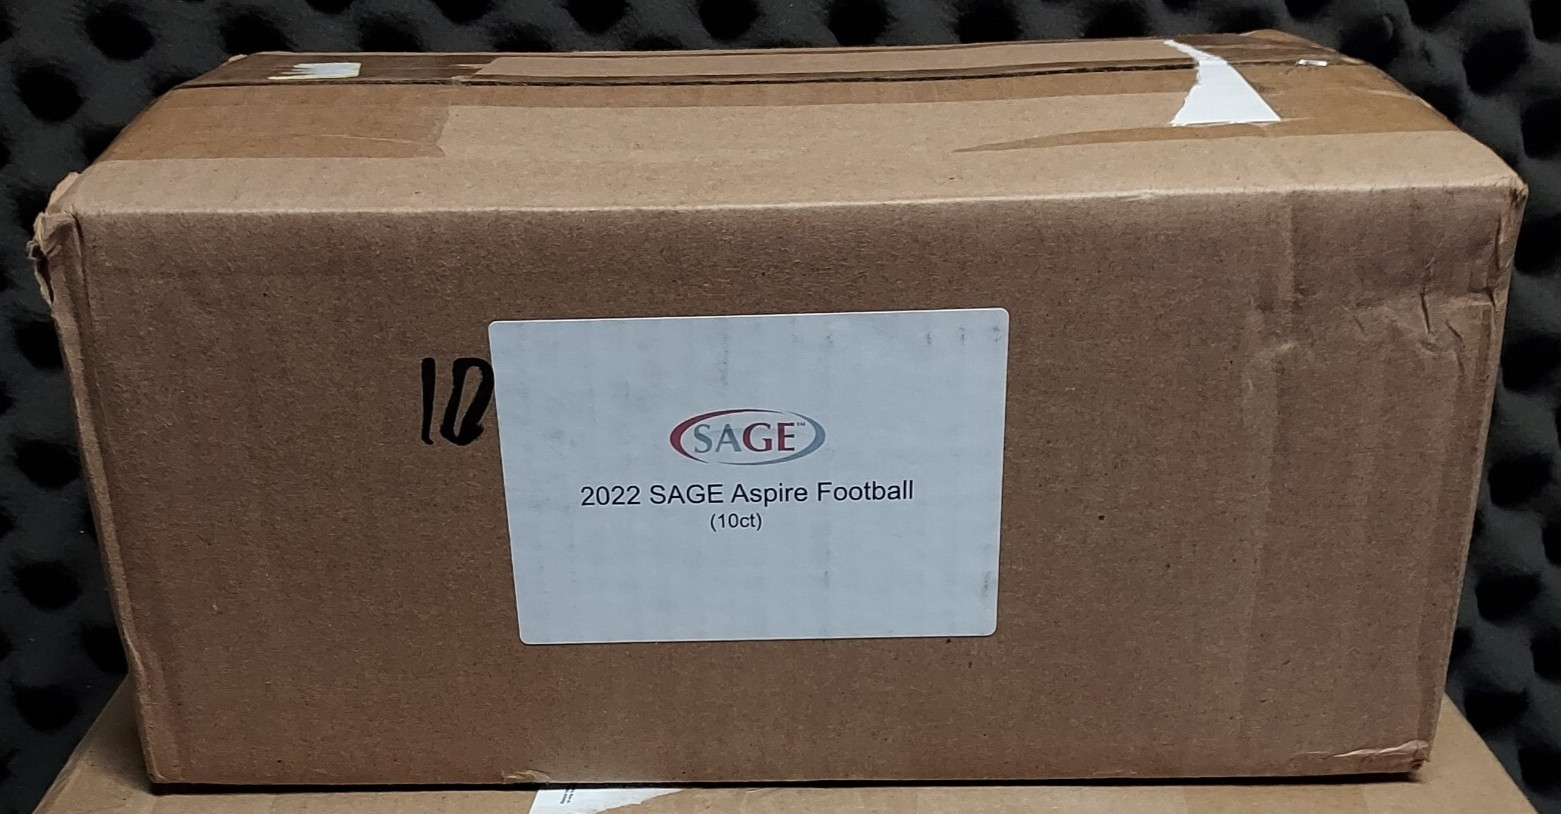 10
SAGE™
2022 SAGE Aspire Football
(10ct)